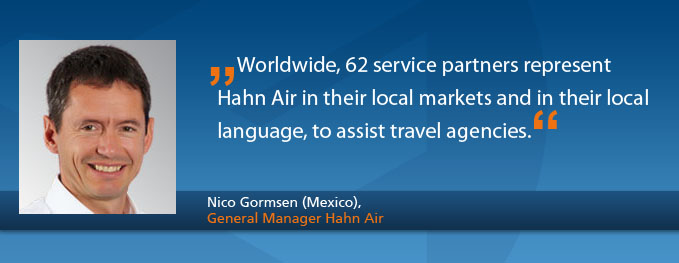 „Worldwide, 62 service partners represent
Hahn Air in their local markets and in their local
language, to assist travel agencies.“
Nico Gormsen (Mexico),
General Manager Hahn Air